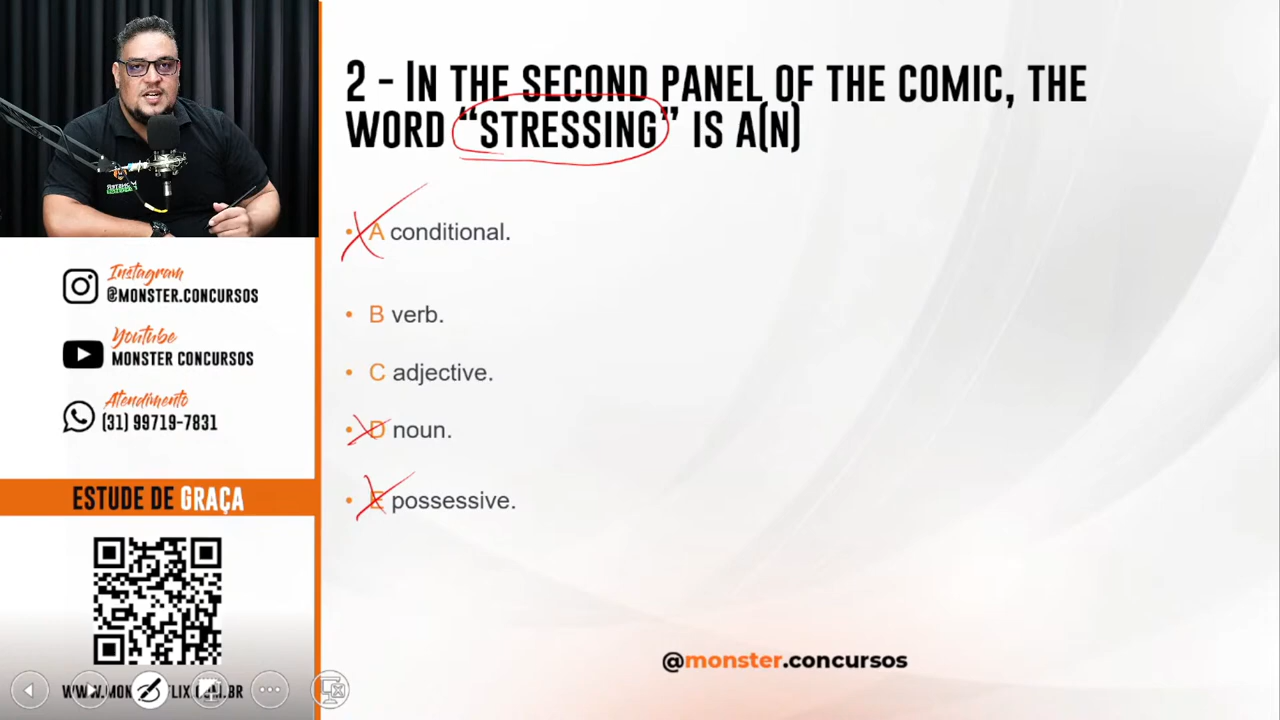 2 - IN THE SECOND PANEL OF THE COMIC, THE
WORD “STRESSING” IS A(N)
• A conditional.
• B verb.
• C adjective.
• D noun.
• E possessive.
Instagram
@MONSTER.CONCURSOS
Youtube
MONSTER CONCURSOS
Atendimento
(31) 99719-7831
ESTUDE DE GRAÇA
@monster.concursos